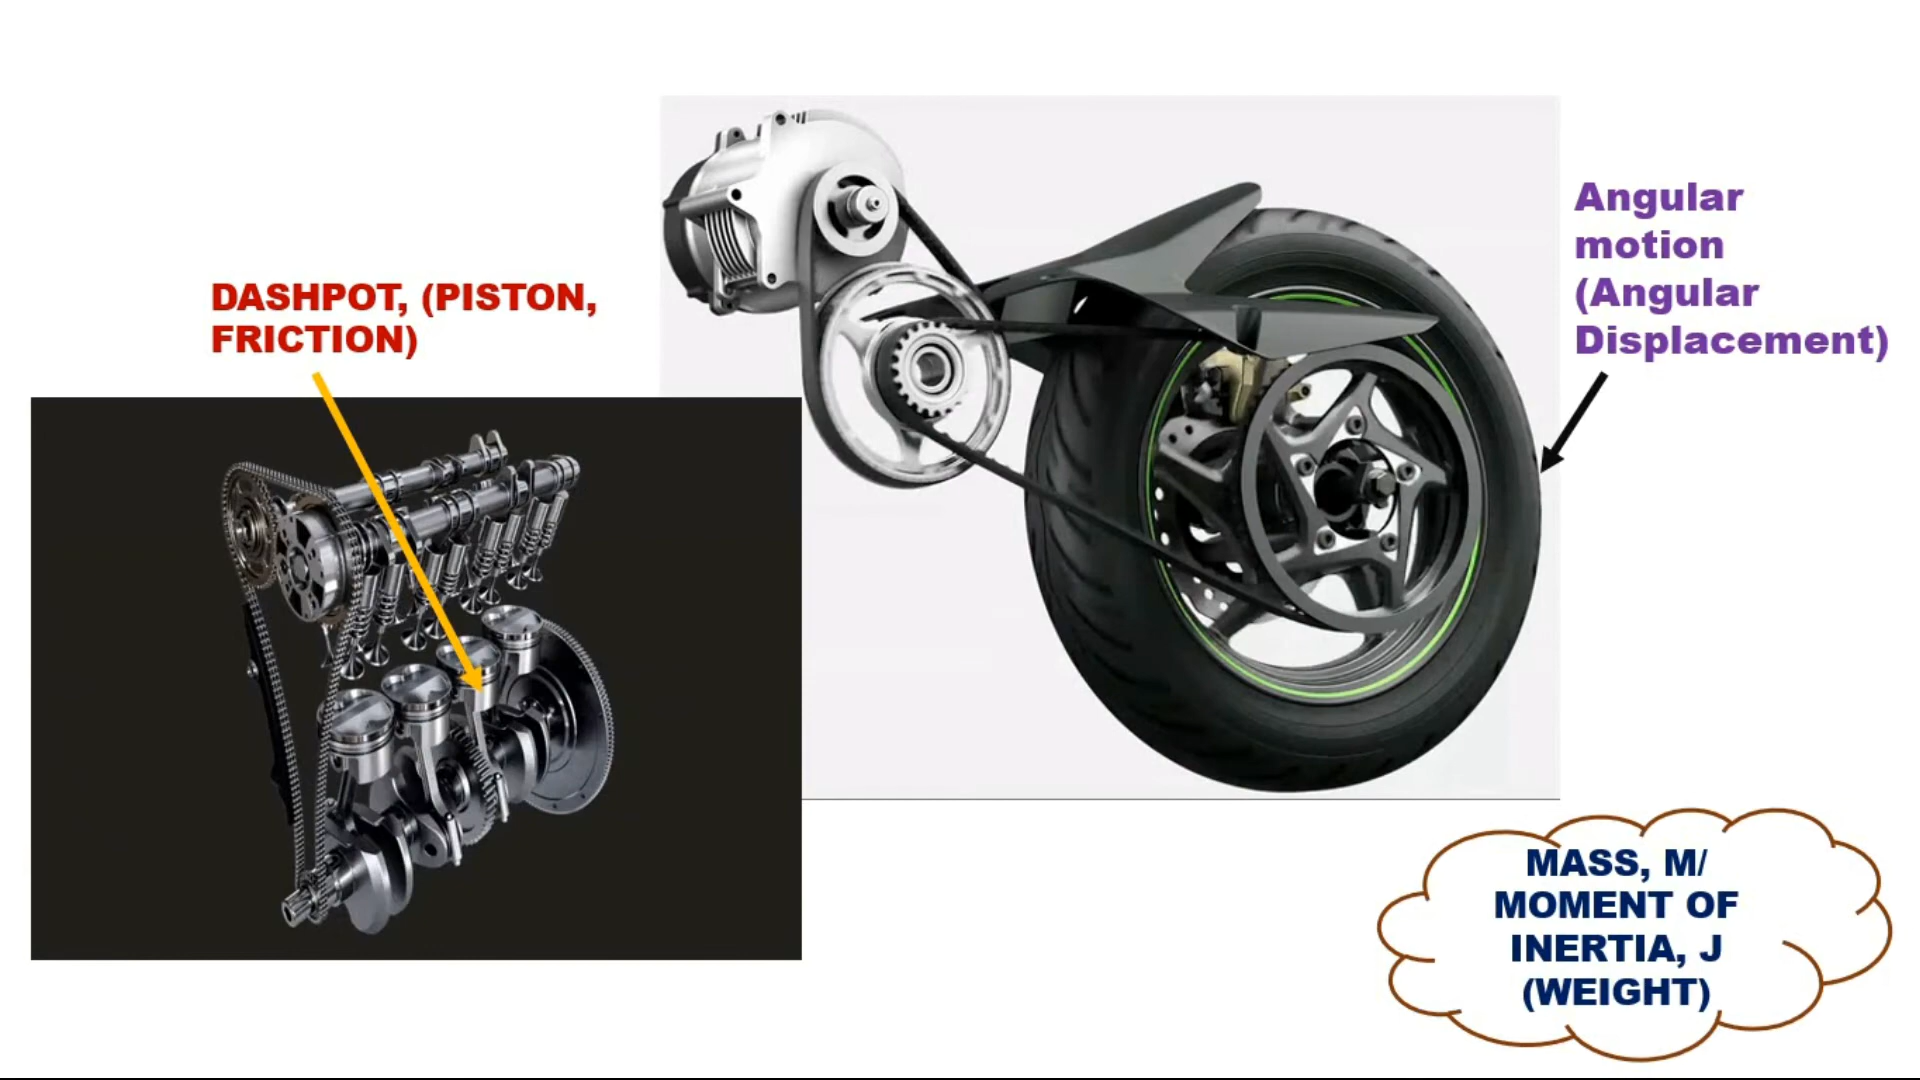 DASHPOT, (PISTON,
FRICTION)
Angular
motion
(Angular
Displacement)
MASS, M/
MOMENT OF
INERTIA, J
(WEIGHT)